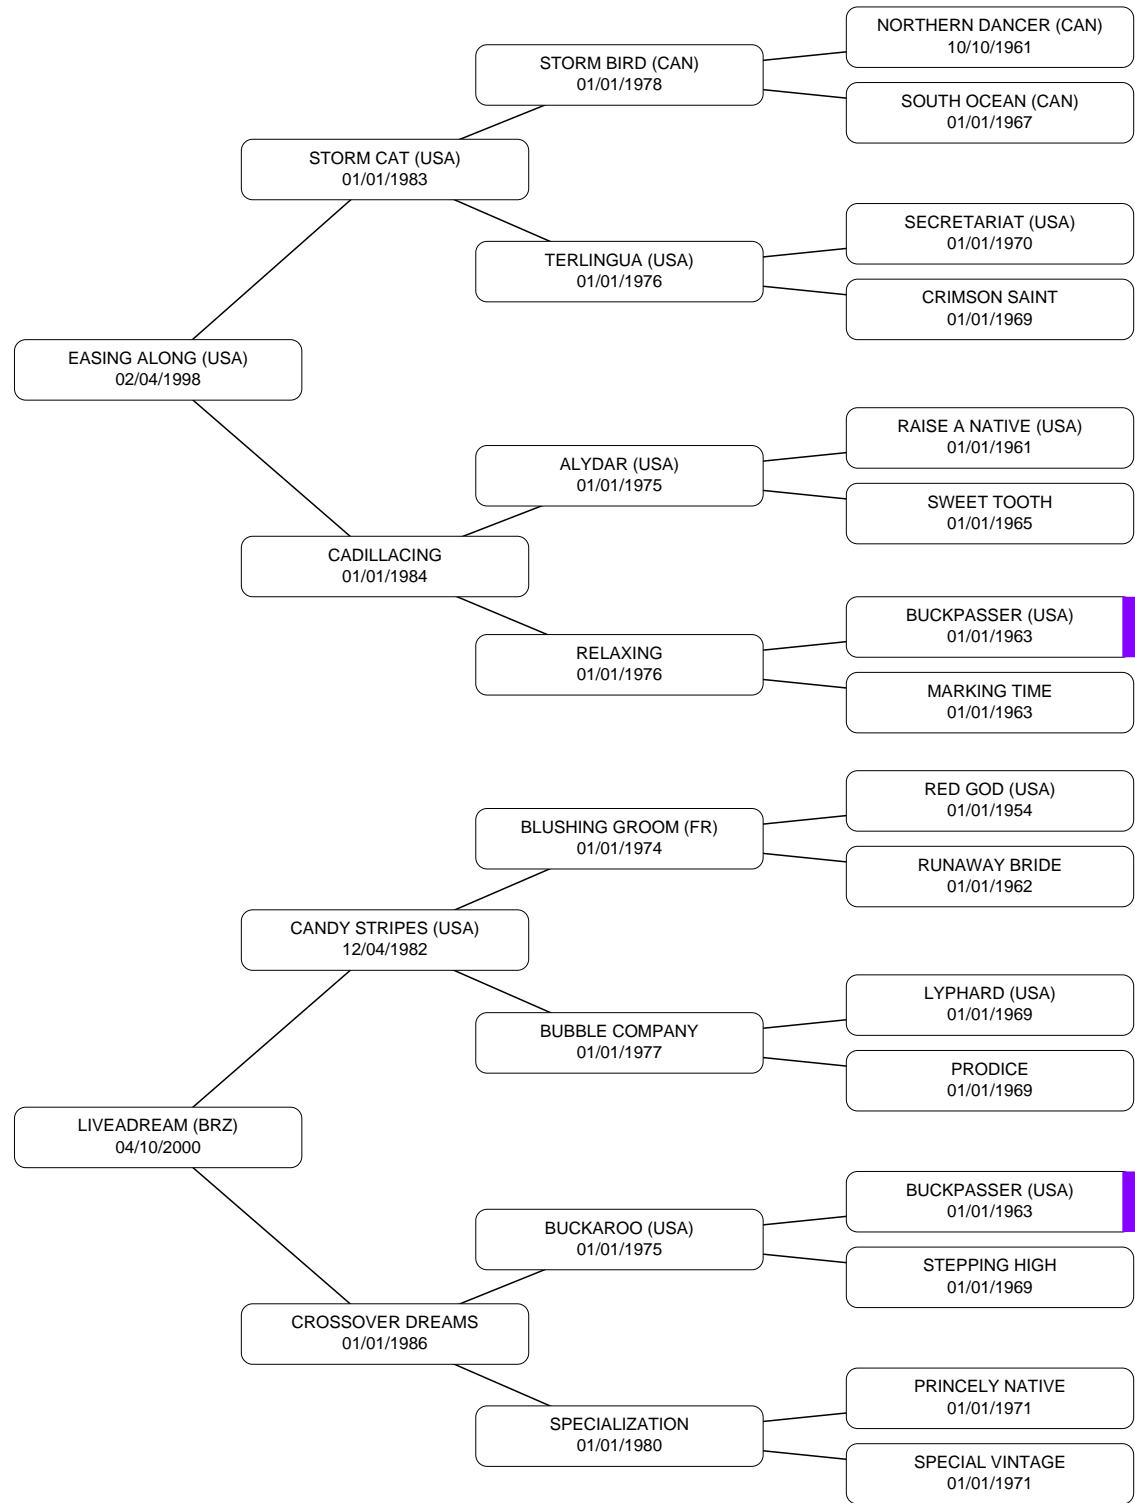 NORTHERN DANCER (CAN)
10/10/1961
STORM BIRD (CAN)
01/01/1978
SOUTH OCEAN (CAN)
01/01/1967
STORM CAT (USA)
01/01/1983
SECRETARIAT (USA)
01/01/1970
TERLINGUA (USA)
01/01/1976
CRIMSON SAINT
01/01/1969
EASING ALONG (USA)
02/04/1998
RAISE A NATIVE (USA)
01/01/1961
ALYDAR (USA)
01/01/1975
SWEET TOOTH
01/01/1965
CADILLACING
01/01/1984
BUCKPASSER (USA)
01/01/1963
RELAXING
01/01/1976
MARKING TIME
01/01/1963
RED GOD (USA)
01/01/1954
BLUSHING GROOM (FR)
01/01/1974
RUNAWAY BRIDE
01/01/1962
CANDY STRIPES (USA)
12/04/1982
LYPHARD (USA)
01/01/1969
BUBBLE COMPANY
01/01/1977
PRODICE
01/01/1969
LIVEADREAM (BRZ)
04/10/2000
BUCKPASSER (USA)
01/01/1963
BUCKAROO (USA)
01/01/1975
STEPPING HIGH
01/01/1969
CROSSOVER DREAMS
01/01/1986
PRINCELY NATIVE
01/01/1971
SPECIALIZATION
01/01/1980
SPECIAL VINTAGE
01/01/1971